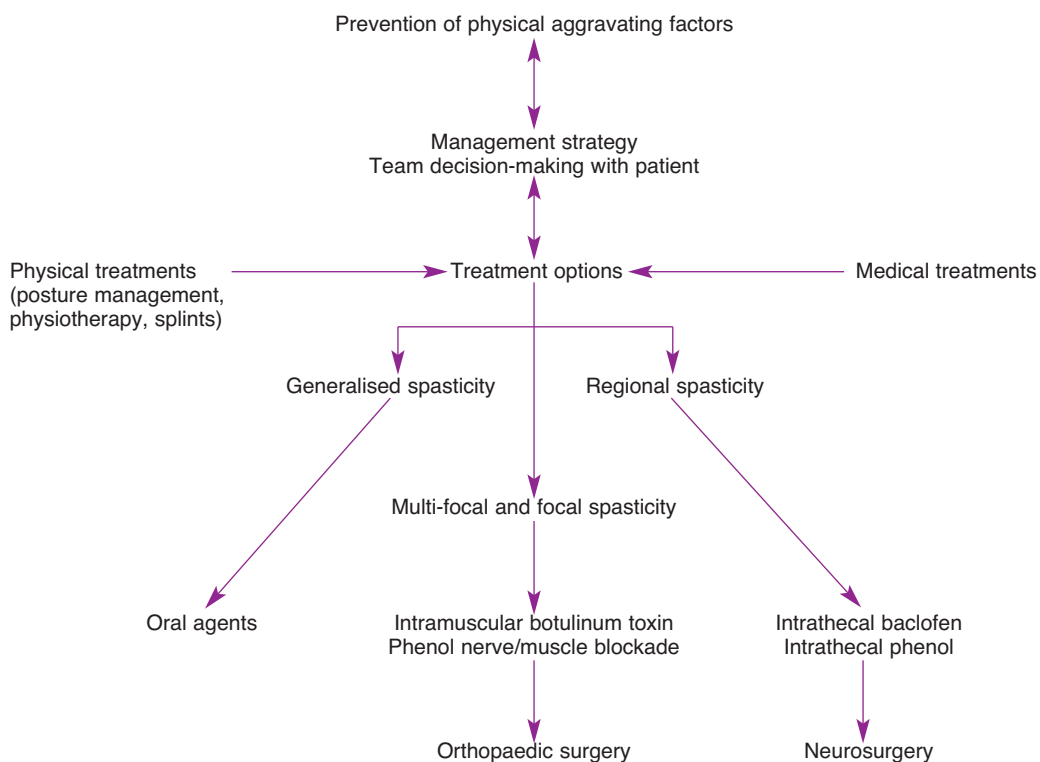 Prevention of physical aggravating factors
Management strategy
Team decision-making with patient
Physical treatments
(posture management,
physiotherapy, splints)
Treatment options
Medical treatments
Generalised spasticity
Regional spasticity
Multi-focal and focal spasticity
Oral agents
Intramuscular botulinum toxin
Phenol nerve/muscle blockade
Intrathecal baclofen
Intrathecal phenol
Orthopaedic surgery
Neurosurgery